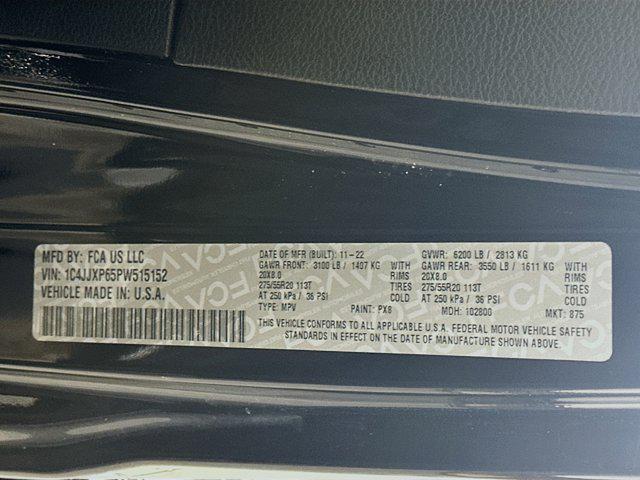 MFD BY: FCA US LLC
VIN: 1C4JJXP65PW515152
VEHICLE MADE IN: U.S.A.
DATE OF MFR (BUILT): 11-22 GVWR: 6200 LB / 2813 KG
GAWR FRONT: 3100 LB / 1407 KG WITH GAWR REAR: 3550 LB / 1611 KG WITH
20X8.0 RIMS 20X8.0 RIMS
275/55R20 113T TIRES 275/55R20 113T TIRES
AT 250 kPa / 36 PSI COLD AT 250 kPa / 36 PSI COLD
TYPE: MPV PAINT: PX8 MDH: 102800 MKT: 875
THIS VEHICLE CONFORMS TO ALL APPLICABLE U.S.A. FEDERAL MOTOR VEHICLE SAFETY
STANDARDS IN EFFECT ON THE DATE OF MANUFACTURE SHOWN ABOVE.